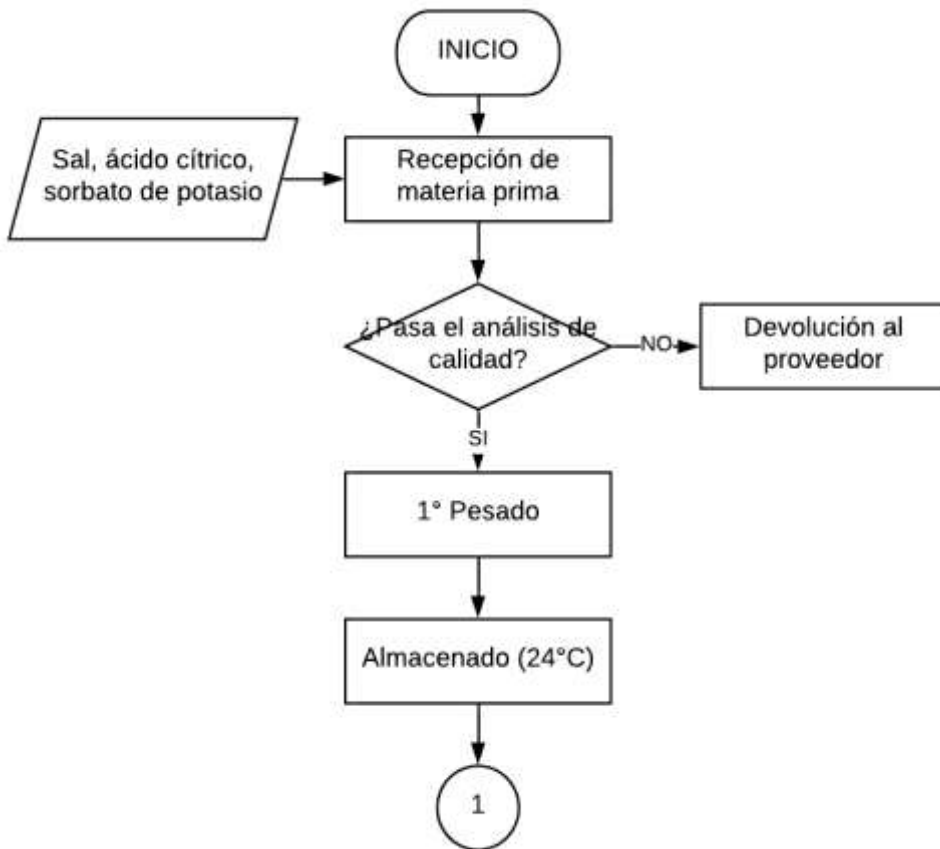 INICIO
Sal, ácido cítrico,
sorbato de potasio
Recepción de
materia prima
¿Pasa el análisis de
calidad?
NO
Devolución al
proveedor
SI
1° Pesado
Almacenado (24°C)
1